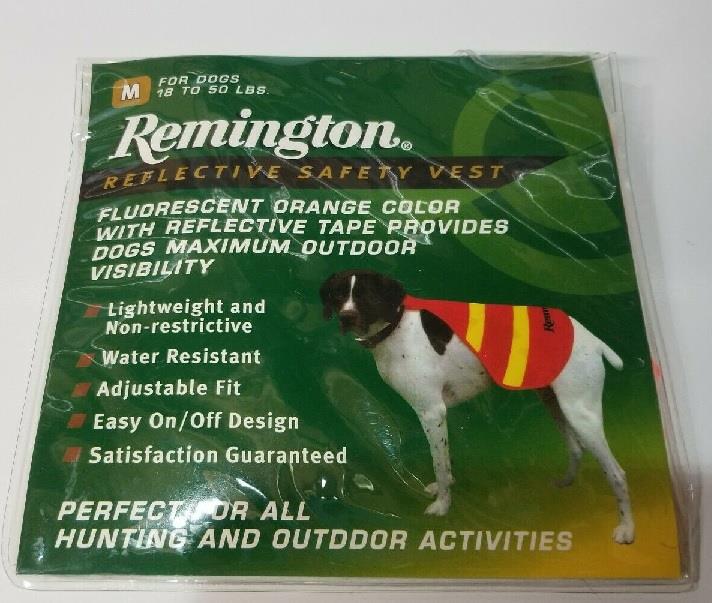 M FOR DOGS
18 TO 50 LBS.
Remington®
REFLECTIVE SAFETY VEST
FLUORESCENT ORANGE COLOR
WITH REFLECTIVE TAPE PROVIDES
DOGS MAXIMUM OUTDOOR
VISIBILITY
Lightweight and
Non-restrictive
Water Resistant
Adjustable Fit
Easy On/Off Design
Satisfaction Guaranteed
PERFECT FOR ALL
HUNTING AND OUTDOOR ACTIVITIES